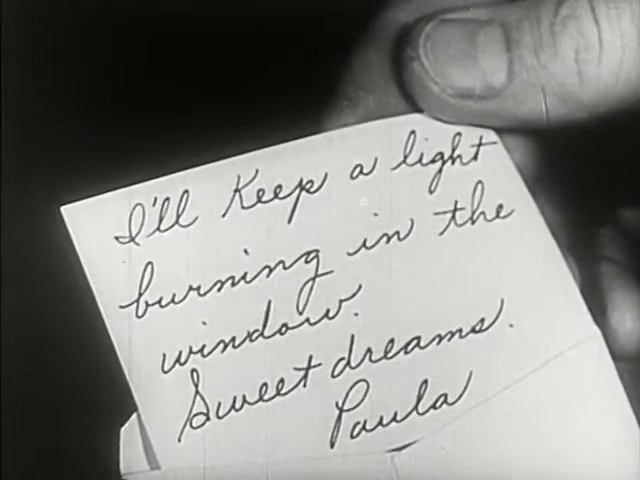 I'll Keep a light
burning in the
window.
Sweet dreams.
Paula